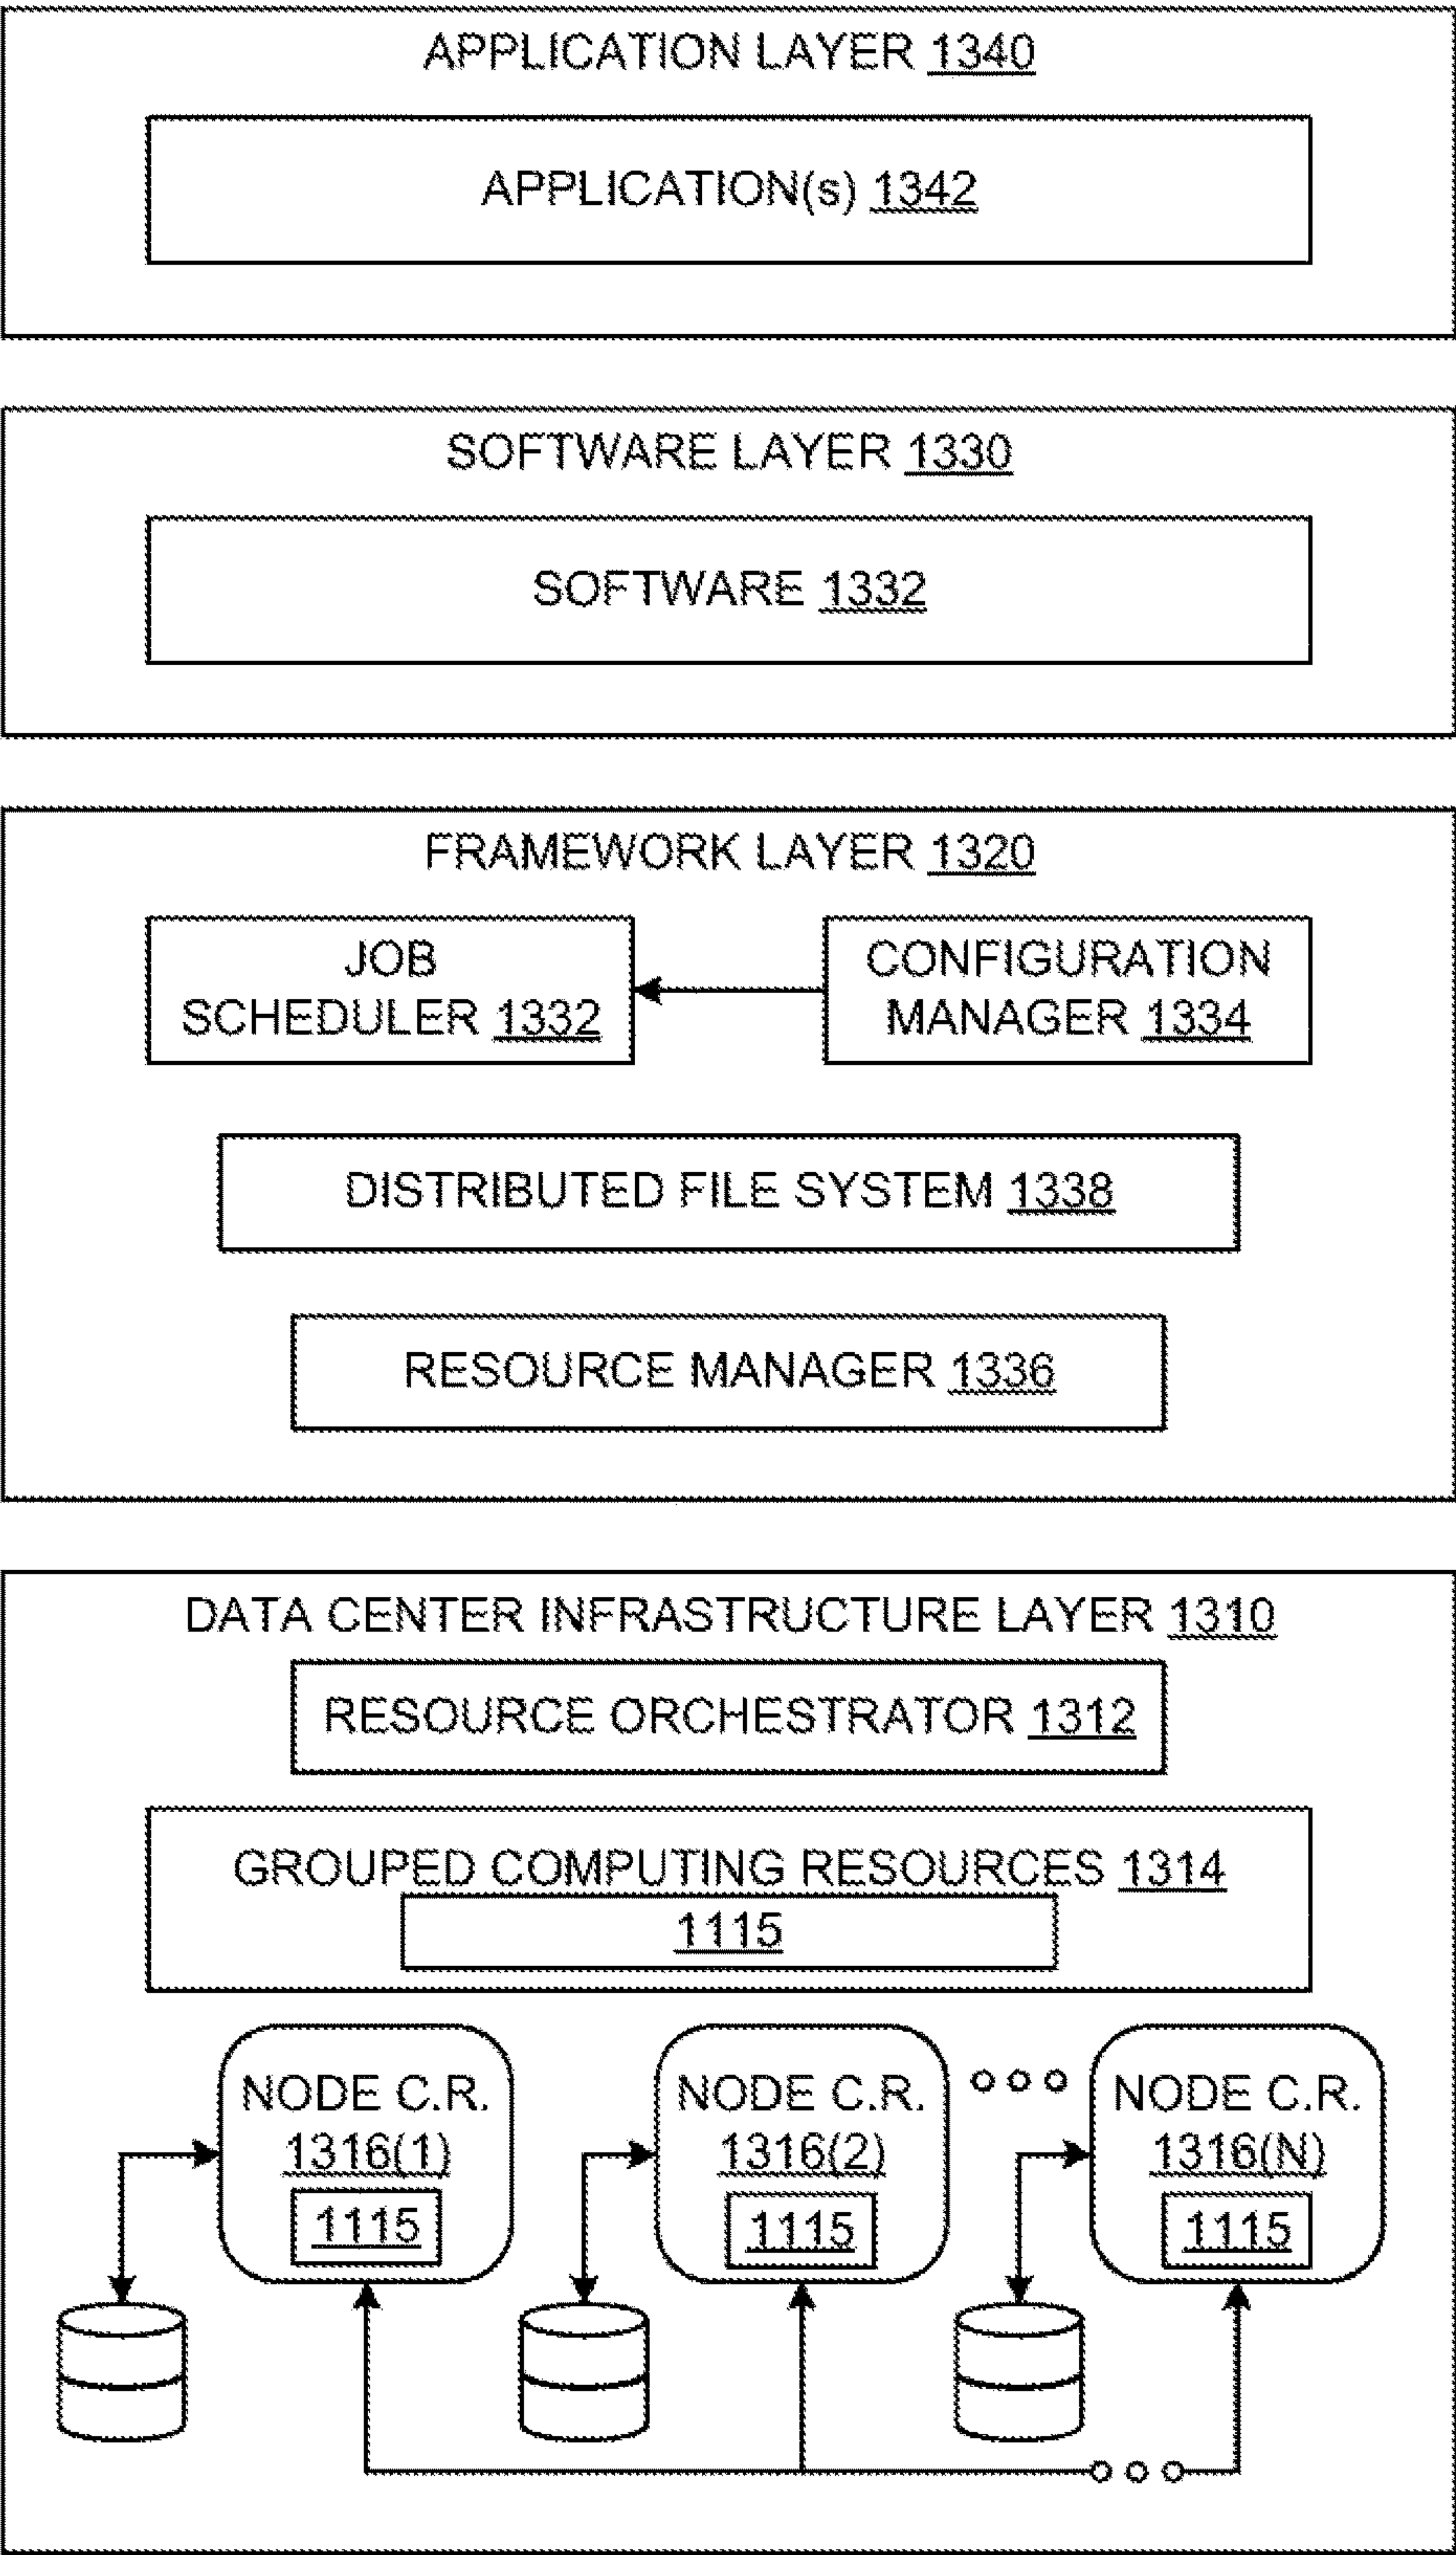 APPLICATION LAYER 1340
APPLICATION(s) 1342
SOFTWARE LAYER 1330
SOFTWARE 1332
FRAMEWORK LAYER 1320
JOB
SCHEDULER 1332
CONFIGURATION
MANAGER 1334
DISTRIBUTED FILE SYSTEM 1338
RESOURCE MANAGER 1336
DATA CENTER INFRASTRUCTURE LAYER 1310
RESOURCE ORCHESTRATOR 1312
GROUPED COMPUTING RESOURCES 1314
1115
NODE C.R.
1316(1)
1115
NODE C.R.
1316(2)
1115
NODE C.R.
1316(N)
1115